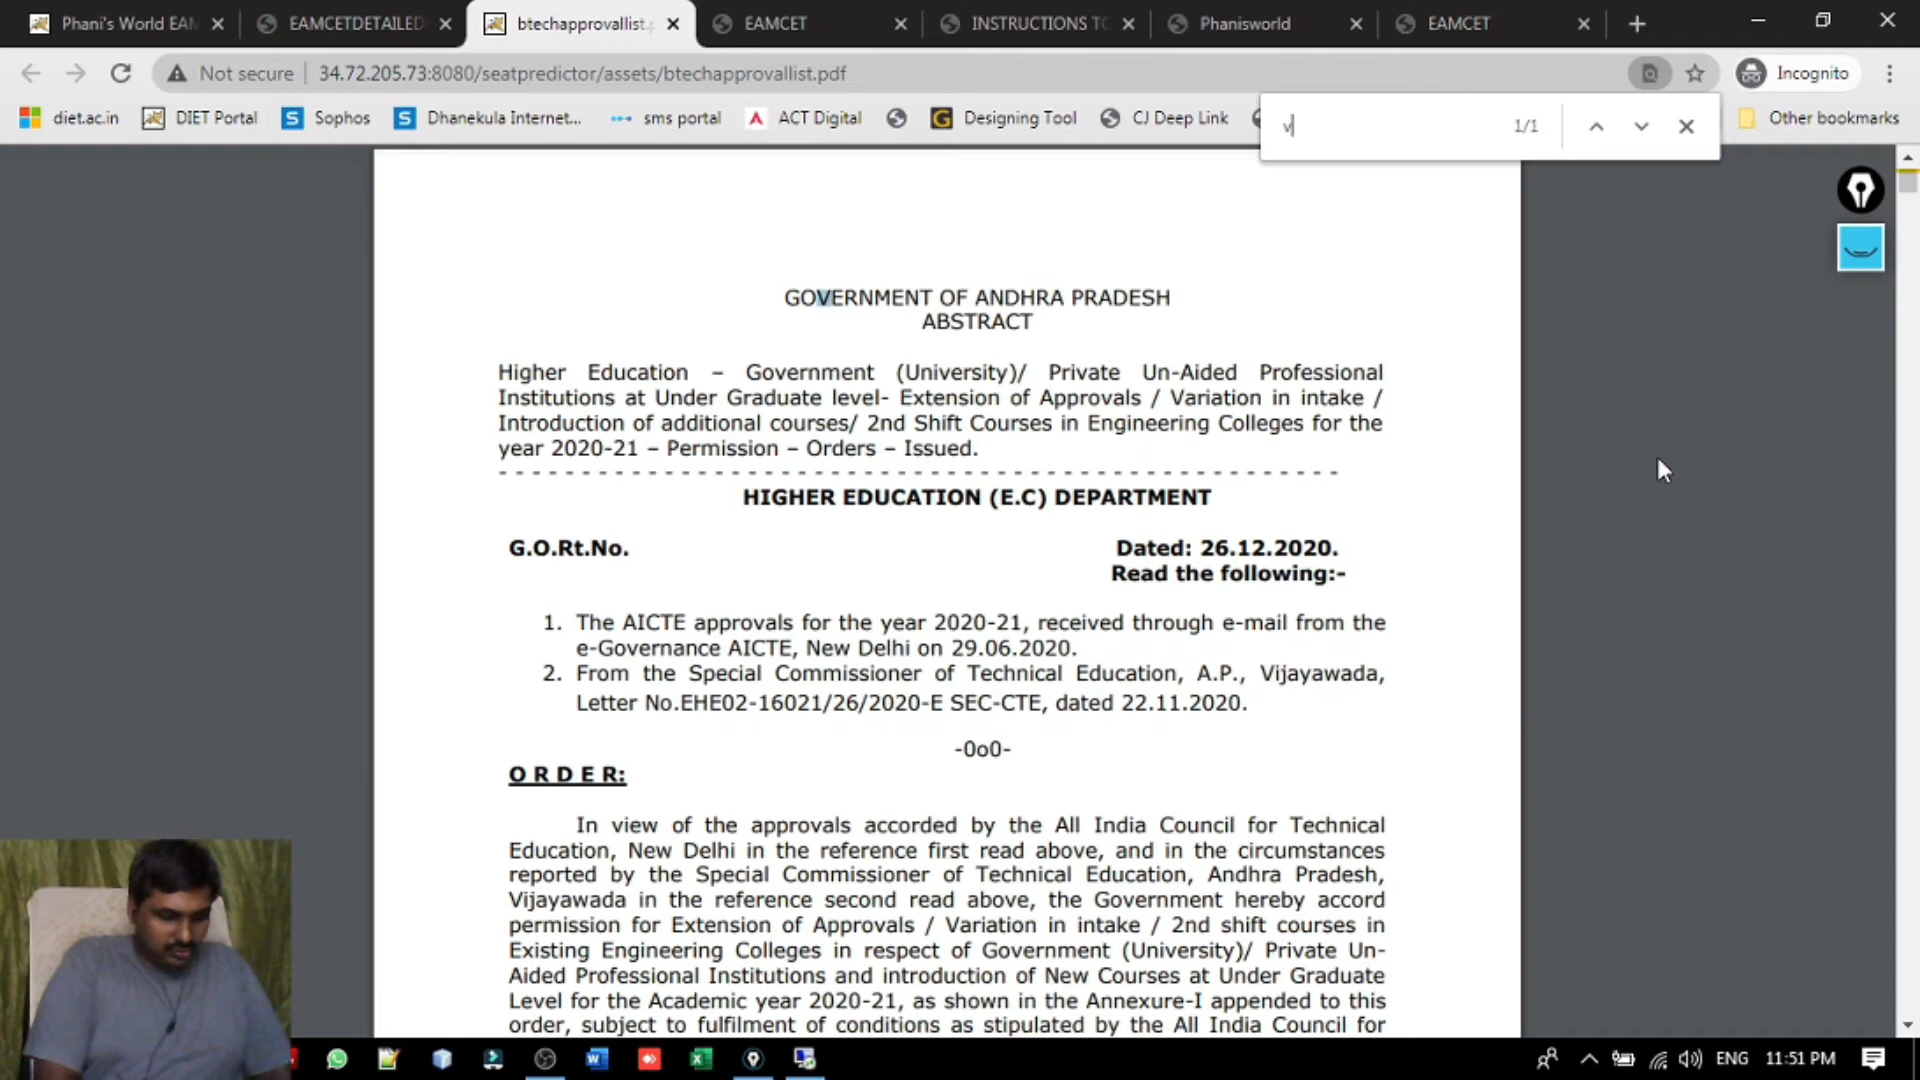 Phani's World EAM
EAMCETDETAILED
btechapprovallist.p
EAMCET
INSTRUCTIONS TO
Phanisworld
EAMCET
Not secure
34.72.205.73:8080/seatpredictor/assets/btechapprovallist.pdf
Incognito
diet.ac.in
DIET Portal
Sophos
Dhanekula Internet...
sms portal
ACT Digital
Designing Tool
CJ Deep Link
Other bookmarks
v
1/1
GOVERNMENT OF ANDHRA PRADESH
ABSTRACT
Higher Education – Government (University)/ Private Un-Aided Professional
Institutions at Under Graduate level- Extension of Approvals / Variation in intake /
Introduction of additional courses/ 2nd Shift Courses in Engineering Colleges for the
year 2020-21 – Permission – Orders – Issued.
HIGHER EDUCATION (E.C) DEPARTMENT
G.O.Rt.No.
Dated: 26.12.2020.
Read the following:-
1. The AICTE approvals for the year 2020-21, received through e-mail from the
e-Governance AICTE, New Delhi on 29.06.2020.
2. From the Special Commissioner of Technical Education, A.P., Vijayawada,
Letter No.EHE02-16021/26/2020-E SEC-CTE, dated 22.11.2020.
-0o0-
O R D E R:
In view of the approvals accorded by the All India Council for Technical
Education, New Delhi in the reference first read above, and in the circumstances
reported by the Special Commissioner of Technical Education, Andhra Pradesh,
Vijayawada in the reference second read above, the Government hereby accord
permission for Extension of Approvals / Variation in intake / 2nd shift courses in
Existing Engineering Colleges in respect of Government (University)/ Private Un-
Aided Professional Institutions and introduction of New Courses at Under Graduate
Level for the Academic year 2020-21, as shown in the Annexure-I appended to this
order, subject to fulfilment of conditions as stipulated by the All India Council for
ENG
11:51 PM